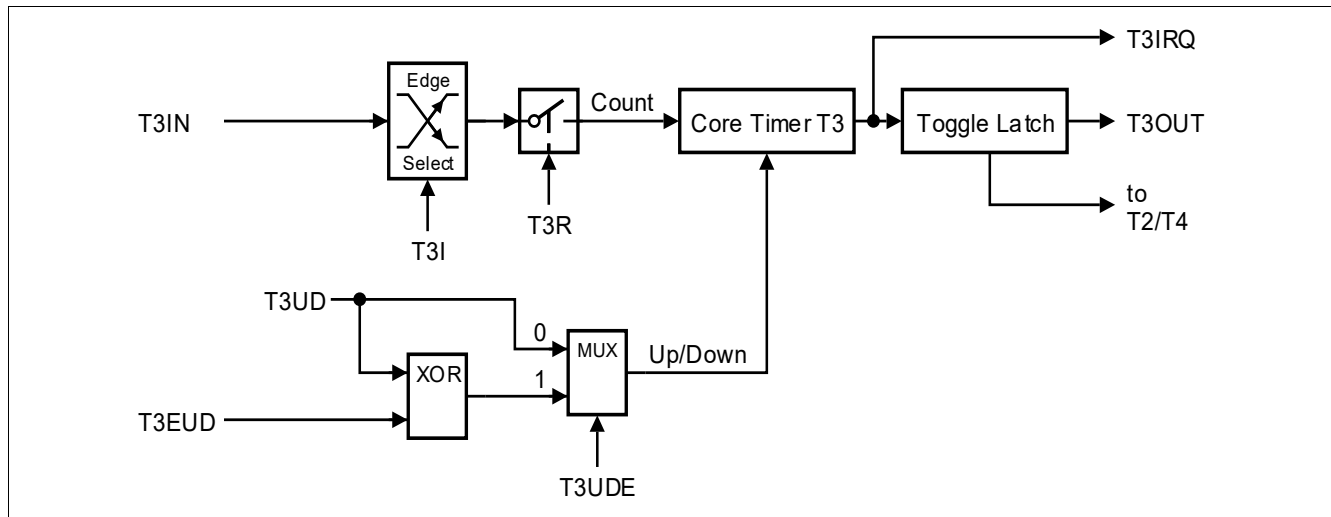 T3IRQ
Edge
Count
T3IN
Core Timer T3
Toggle Latch
T3OUT
Select
to
T2/T4
T3R
T3I
T3UD
0
MUX
Up/Down
XOR
1
T3EUD
T3UDE